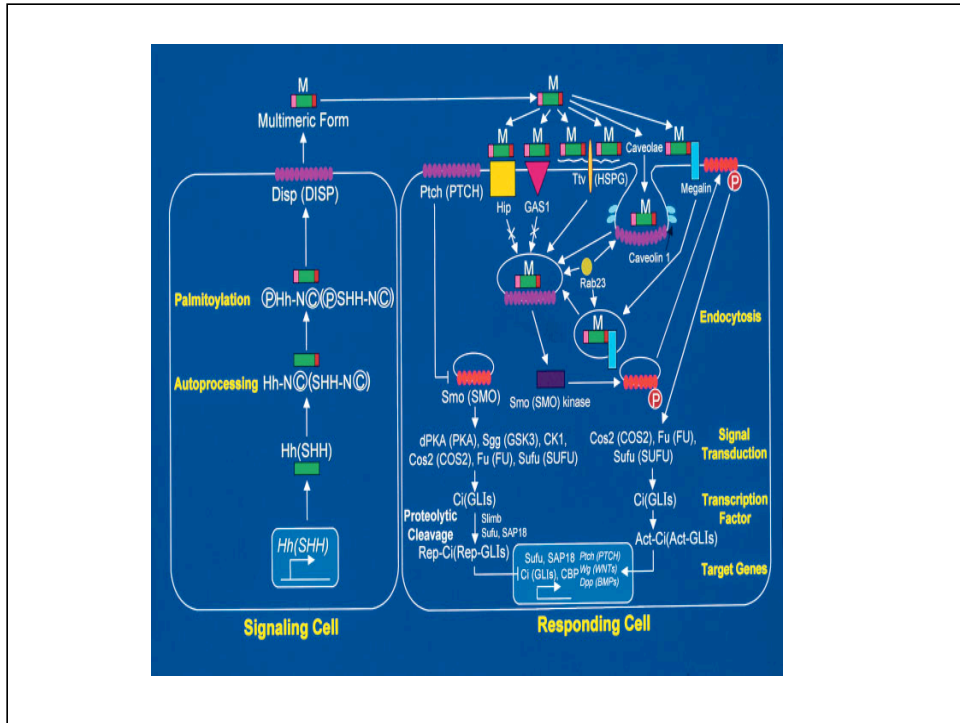 M
Multimeric Form
Disp (DISP)
Palmitoylation
ⓅHh-NⒸ(ⓅSHH-NⒸ)
Autoprocessing
Hh-NⒸ(SHH-NⒸ)
Hh(SHH)
Hh(SHH)
Signaling Cell
M
M M M M Caveolae M
Ptch (PTCH)
Hip
GAS1
Ttv (HSPG)
Megalin
P
M
Caveolin 1
M
Rab23
M
Endocytosis
Smo (SMO)
Smo (SMO) kinase
P
dPKA (PKA), Sgg (GSK3), CK1,
Cos2 (COS2), Fu (FU), Sufu (SUFU)
Cos2 (COS2), Fu (FU),
Sufu (SUFU)
Signal
Transduction
Ci(GLIs)
Proteolytic
Cleavage
Slimb
Sufu, SAP18
Rep-Ci(Rep-GLIs)
Ci(GLIs)
Transcription
Factor
Act-Ci(Act-GLIs)
Sufu, SAP18
Ci (GLIs), CBP
Ptch (PTCH)
Wg (WNTs)
Dpp (BMPs)
Target Genes
Responding Cell